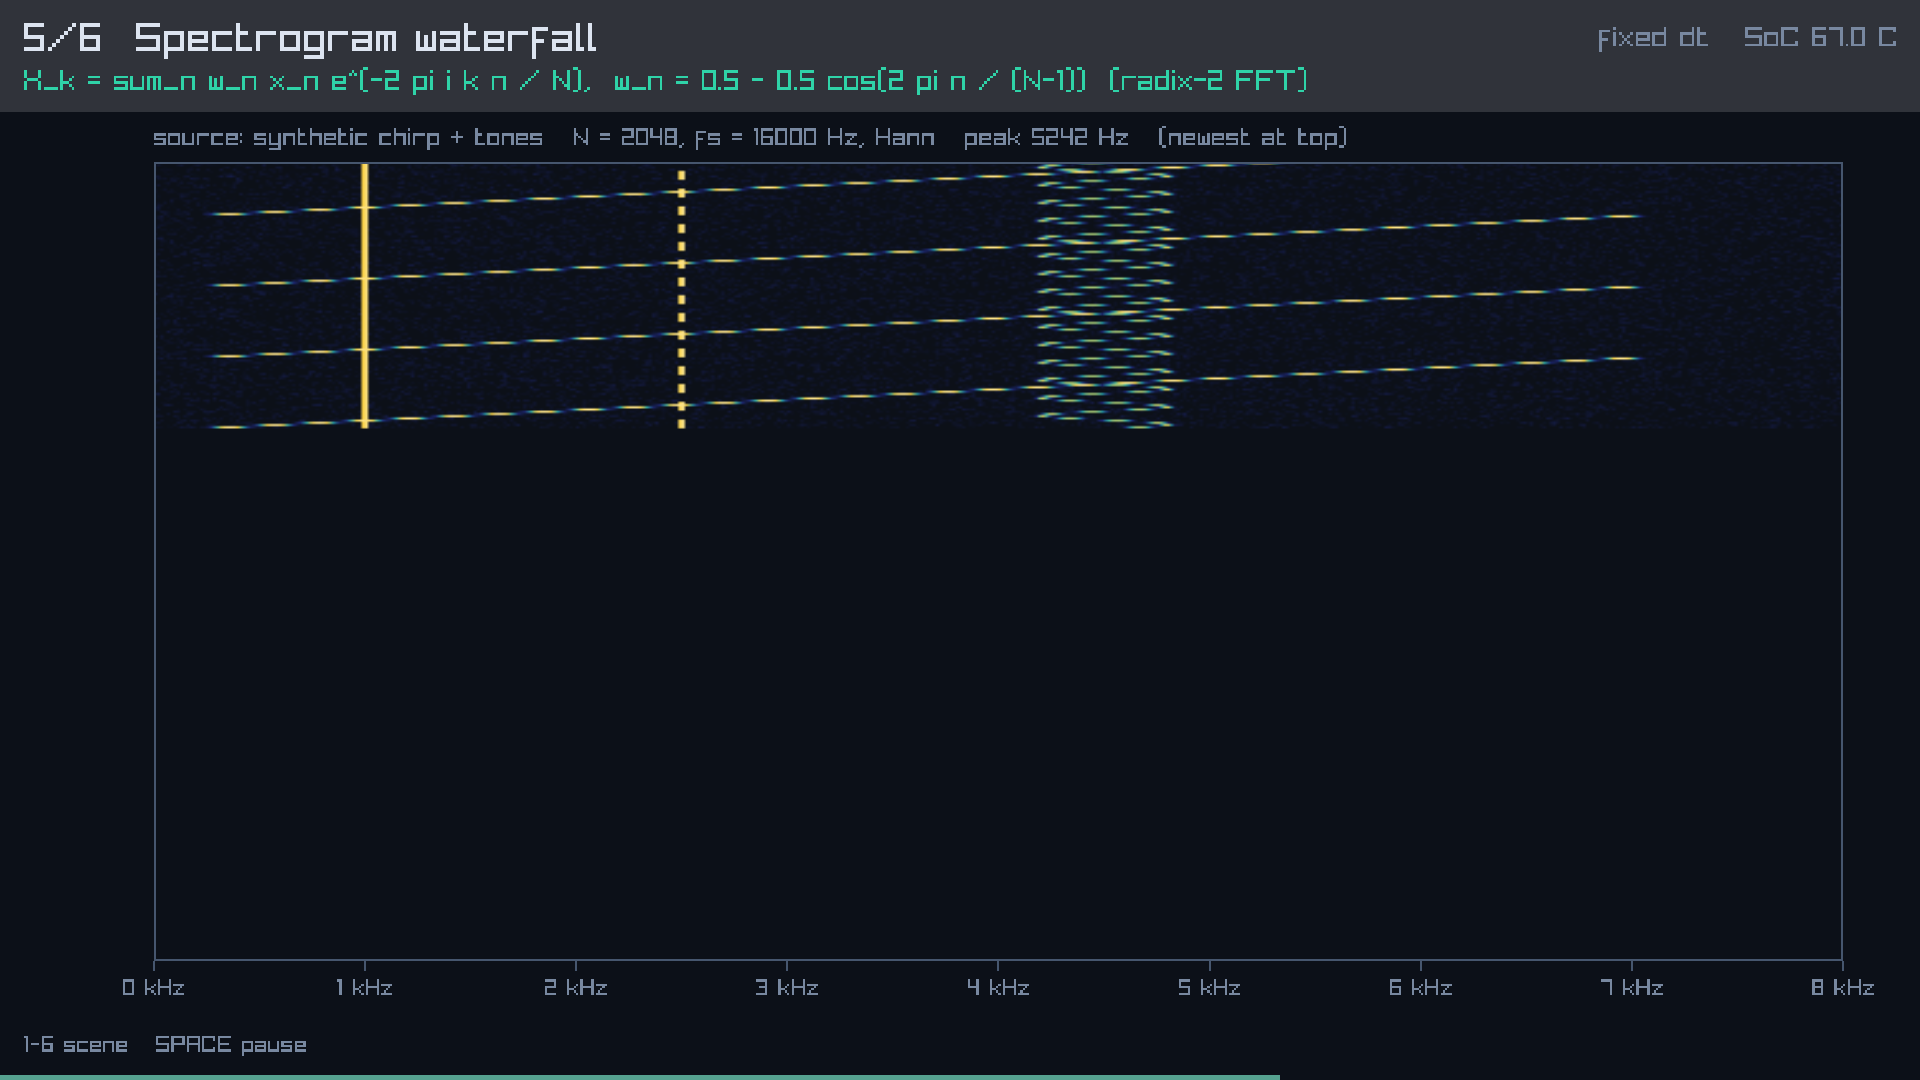 5/6 Spectrogram waterfall
fixed dt SoC 67.0 C
X_k = sum_n w_n x_n e^(-2 pi i k n / N), w_n = 0.5 - 0.5 cos(2 pi n / (N-1)) (radix-2 FFT)
source: synthetic chirp + tones N = 2048, fs = 16000 Hz, Hann peak 5242 Hz (newest at top)
0 kHz 1 kHz 2 kHz 3 kHz 4 kHz 5 kHz 6 kHz 7 kHz 8 kHz
1-6 scene SPACE pause